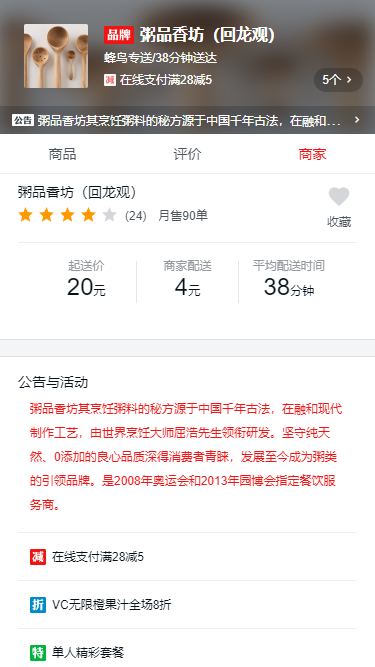 品牌 粥品香坊（回龙观）
蜂鸟专送/38分钟送达
减 在线支付满28减5
5个 >
公告 粥品香坊其烹饪粥料的秘方源于中国千年古法，在融和... >
商品 评价 商家
粥品香坊（回龙观）
(24) 月售90单
收藏
起送价 商家配送 平均配送时间
20元 4元 38分钟
公告与活动
粥品香坊其烹饪粥料的秘方源于中国千年古法，在融和现代
制作工艺，由世界烹饪大师屈浩先生领衔研发。坚守纯天
然、0添加的良心品质深得消费者青睐，发展至今成为粥类
的引领品牌。是2008年奥运会和2013年园博会指定餐饮服
务商。
减 在线支付满28减5
折 VC无限橙果汁全场8折
特 单人精彩套餐